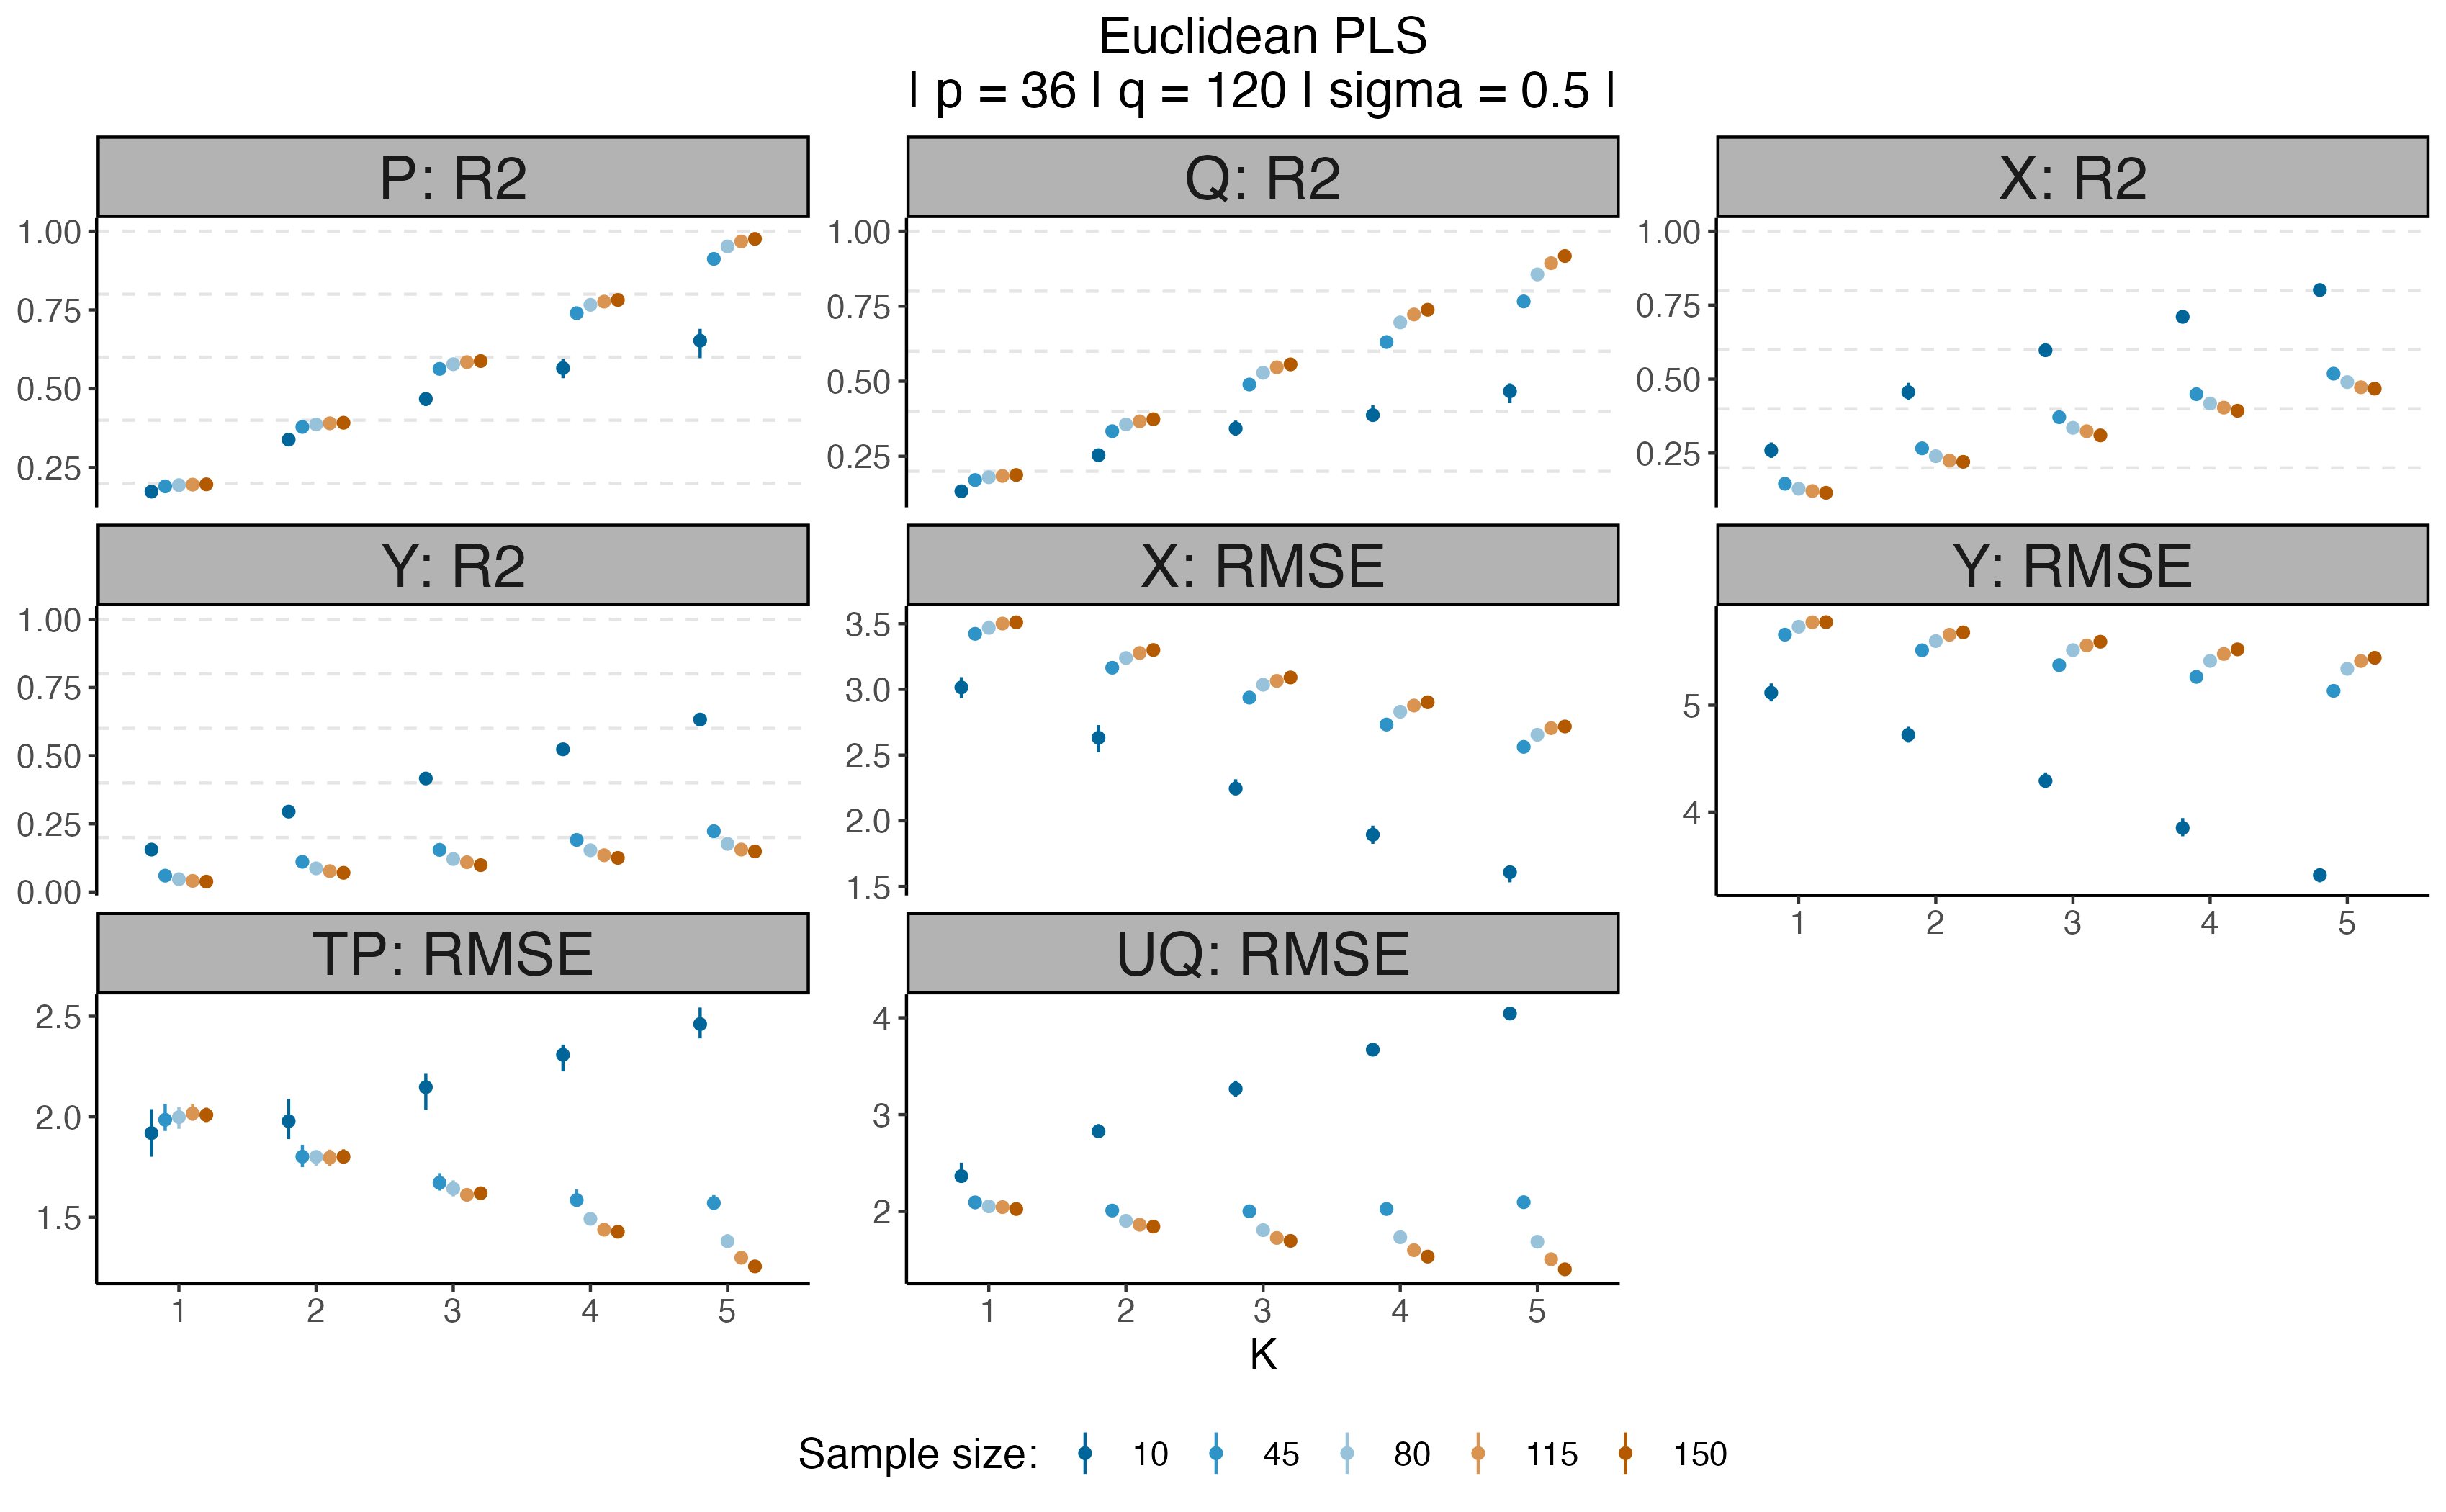 Euclidean PLS
| p = 36 | q = 120 | sigma = 0.5 |
P: R2
Q: R2
X: R2
1.00
0.75
0.50
0.25
1.00
0.75
0.50
0.25
1.00
0.75
0.50
0.25
Y: R2
X: RMSE
Y: RMSE
1.00
0.75
0.50
0.25
0.00
3.5
3.0
2.5
2.0
1.5
5
4
1 2 3 4 5
TP: RMSE
UQ: RMSE
2.5
2.0
1.5
4
3
2
1 2 3 4 5
1 2 3 4 5
K
Sample size: 10 45 80 115 150